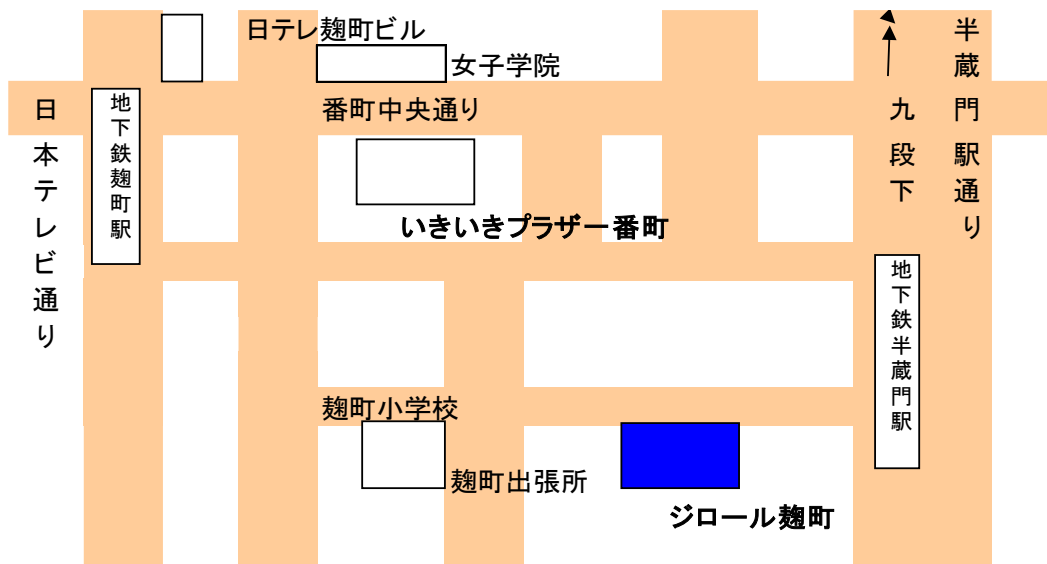 日テレ麹町ビル
女子学院
番町中央通り
日本テレビ通り
地下鉄麹町駅
いきいきプラザ一番町
九段下
半蔵門駅通り
地下鉄半蔵門駅
麹町小学校
麹町出張所
ジロール麹町